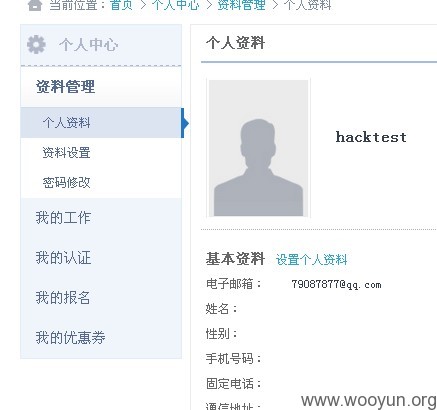 当前位置：首页 > 个人中心 > 资料管理 > 个人资料
个人中心
资料管理
个人资料
资料设置
密码修改
我的工作
我的认证
我的报名
我的优惠券
个人资料
hacktest
基本资料 设置个人资料
电子邮箱： 79087877@qq.com
姓名：
性别：
手机号码：
固定电话：
通信地址：
www.wooyun.org